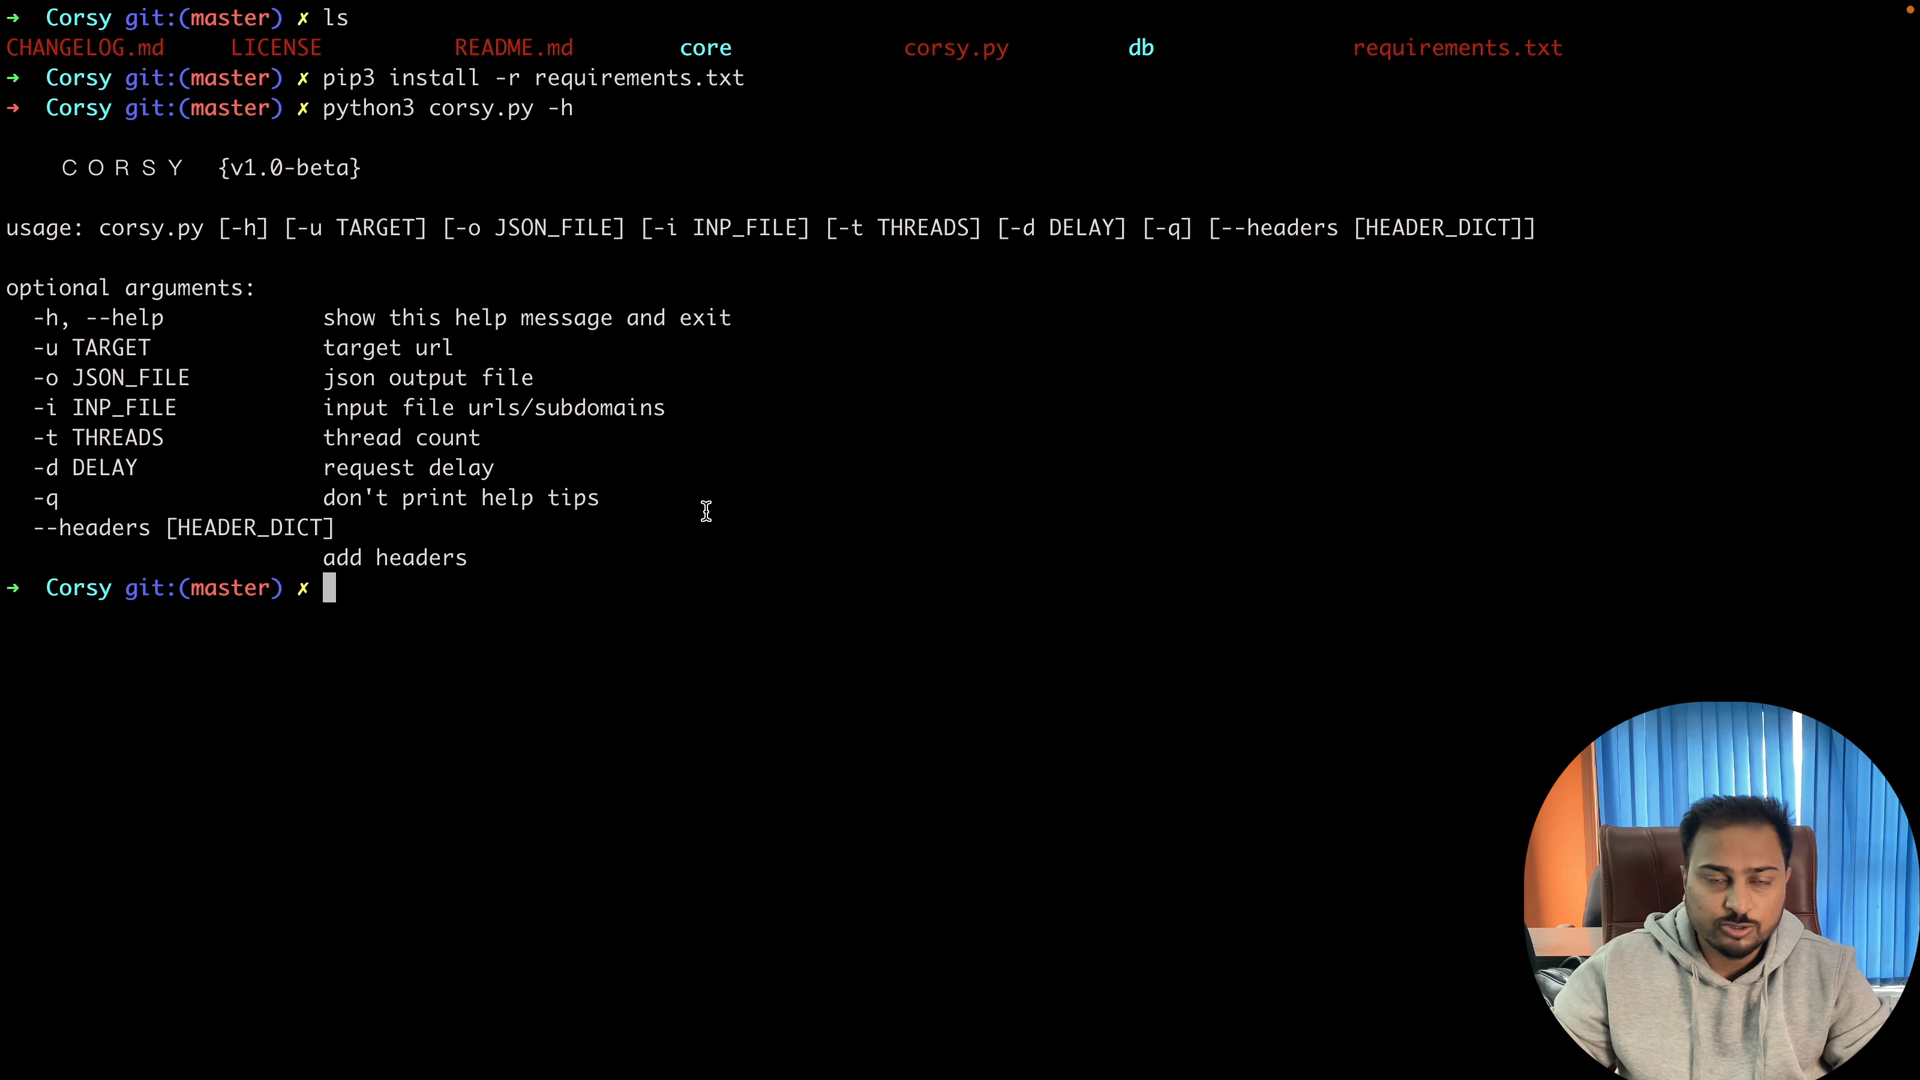 → Corsy git:(master) ✗ ls
CHANGELOG.md LICENSE README.md core corsy.py db requirements.txt
→ Corsy git:(master) ✗ pip3 install -r requirements.txt
→ Corsy git:(master) ✗ python3 corsy.py -h
C O R S Y {v1.0-beta}
usage: corsy.py [-h] [-u TARGET] [-o JSON_FILE] [-i INP_FILE] [-t THREADS] [-d DELAY] [-q] [--headers [HEADER_DICT]]
optional arguments:
-h, --help show this help message and exit
-u TARGET target url
-o JSON_FILE json output file
-i INP_FILE input file urls/subdomains
-t THREADS thread count
-d DELAY request delay
-q don't print help tips
--headers [HEADER_DICT]
add headers
→ Corsy git:(master) ✗